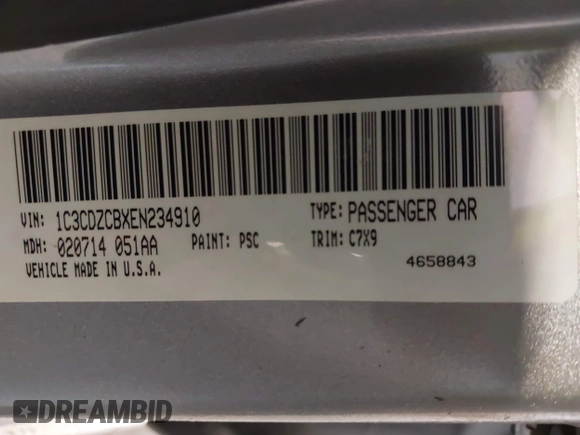 VIN: 1C3CDZCBXEN234910 TYPE: PASSENGER CAR
MDH: 020714 051AA PAINT: PSC TRIM: C7X9
VEHICLE MADE IN U.S.A. 4658843
DREAMBID